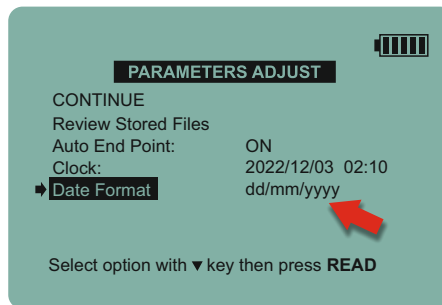 PARAMETERS ADJUST
CONTINUE
Review Stored Files
Auto End Point: ON
Clock: 2022/12/03 02:10
Date Format dd/mm/yyyy
Select option with ▼ key then press READ